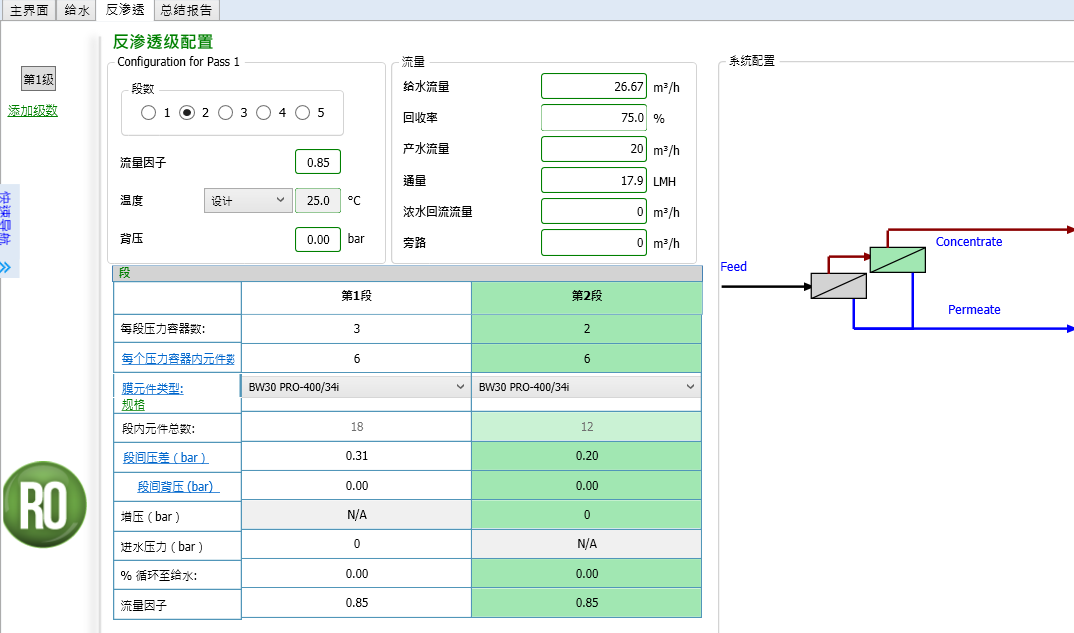 主界面 给水 反渗透 总结报告
反渗透级配置
第1级
添加级数
快速导航
Configuration for Pass 1
段数
1 2 3 4 5
流量因子 0.85
温度 设计 25.0 °C
背压 0.00 bar
流量
给水流量 26.67 m³/h
回收率 75.0 %
产水流量 20 m³/h
通量 17.9 LMH
浓水回流流量 0 m³/h
旁路 0 m³/h
系统配置
Feed
Concentrate
Permeate
段
第1段 第2段
每段压力容器数: 3 2
每个压力容器内元件数 6 6
膜元件类型: BW30 PRO-400/34i BW30 PRO-400/34i
规格
段内元件总数: 18 12
段间压差 ( bar ) 0.31 0.20
段间背压 (bar) 0.00 0.00
增压 ( bar ) N/A 0
进水压力 ( bar ) 0 N/A
% 循环至给水: 0.00 0.00
流量因子 0.85 0.85
RO